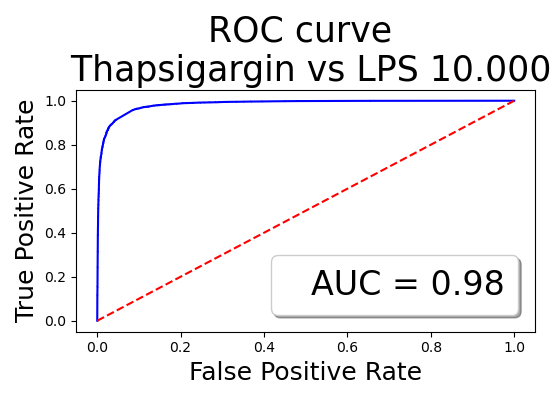 ROC curve
Thapsigargin vs LPS 10.000
True Positive Rate
1.0
0.8
0.6
0.4
0.2
0.0
AUC = 0.98
0.0 0.2 0.4 0.6 0.8 1.0
False Positive Rate